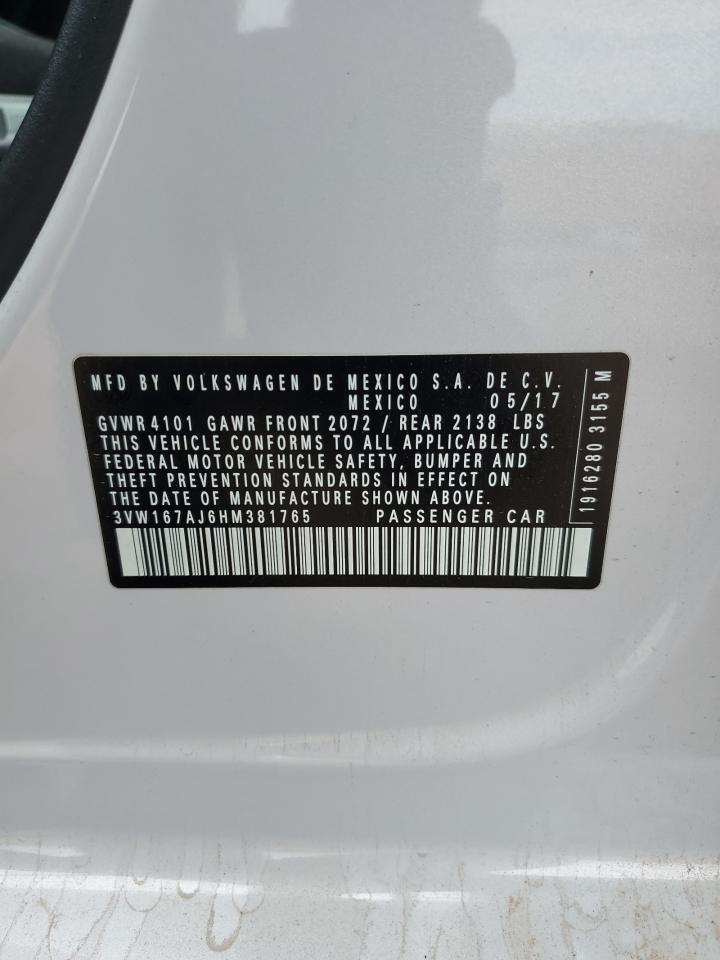 MFD BY VOLKSWAGEN DE MEXICO S.A. DE C.V.
MEXICO 05/17
GVWR 4101 GAWR FRONT 2072 / REAR 2138 LBS
THIS VEHICLE CONFORMS TO ALL APPLICABLE U.S.
FEDERAL MOTOR VEHICLE SAFETY, BUMPER AND
THEFT PREVENTION STANDARDS IN EFFECT ON
THE DATE OF MANUFACTURE SHOWN ABOVE.
3VW167AJ6HM381765 PASSENGER CAR
1916280 3155 M